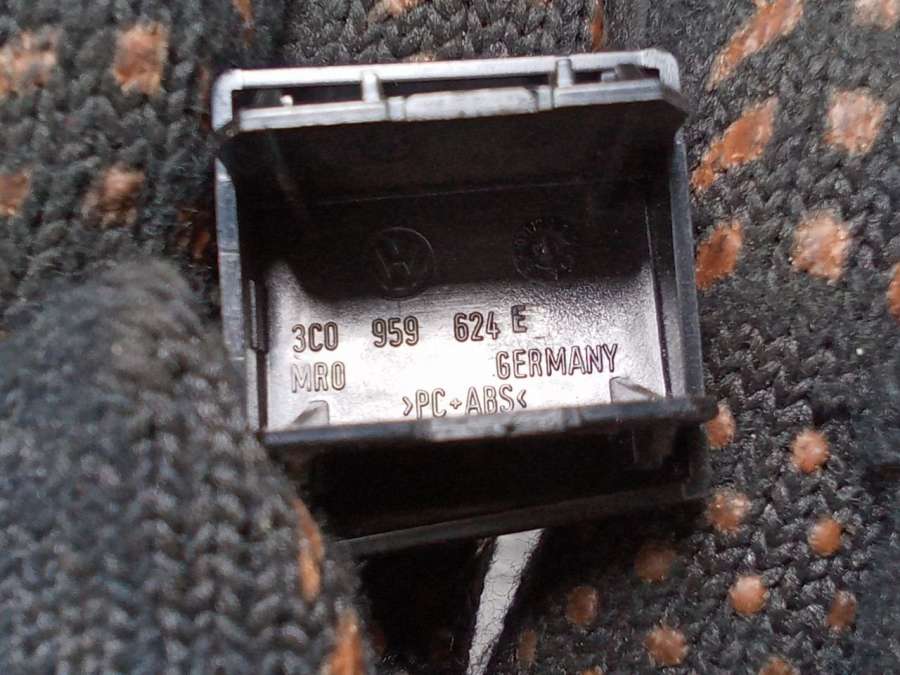 3C0 959 624 E
MRO GERMANY
>PC+ABS<